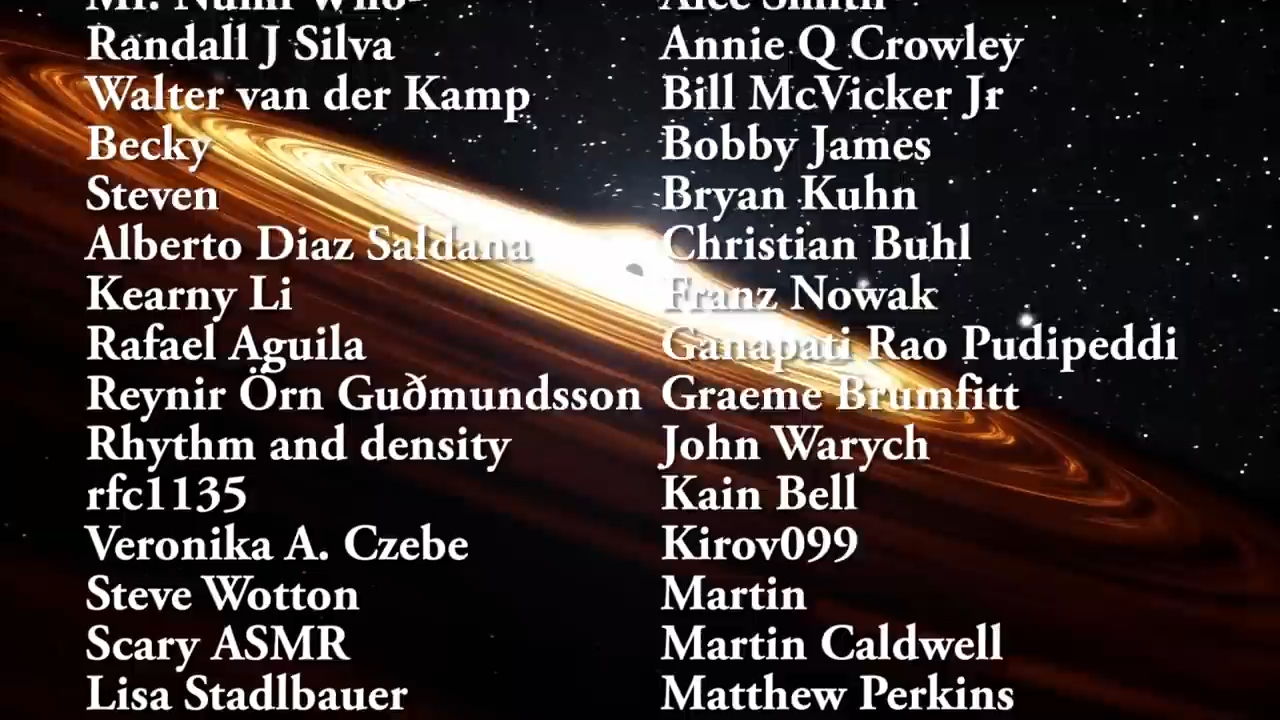 Randall J Silva
Walter van der Kamp
Becky
Steven
Alberto Diaz Saldana
Kearny Li
Rafael Aguila
Reynir Örn Guðmundsson
Rhythm and density
rfc1135
Veronika A. Czebe
Steve Wotton
Scary ASMR
Lisa Stadlbauer
Smith
Annie Q Crowley
Bill McVicker Jr
Bobby James
Bryan Kuhn
Christian Buhl
Franz Nowak
Ganapati Rao Pudipeddi
Graeme Brumfitt
John Warych
Kain Bell
Kirov099
Martin
Martin Caldwell
Matthew Perkins